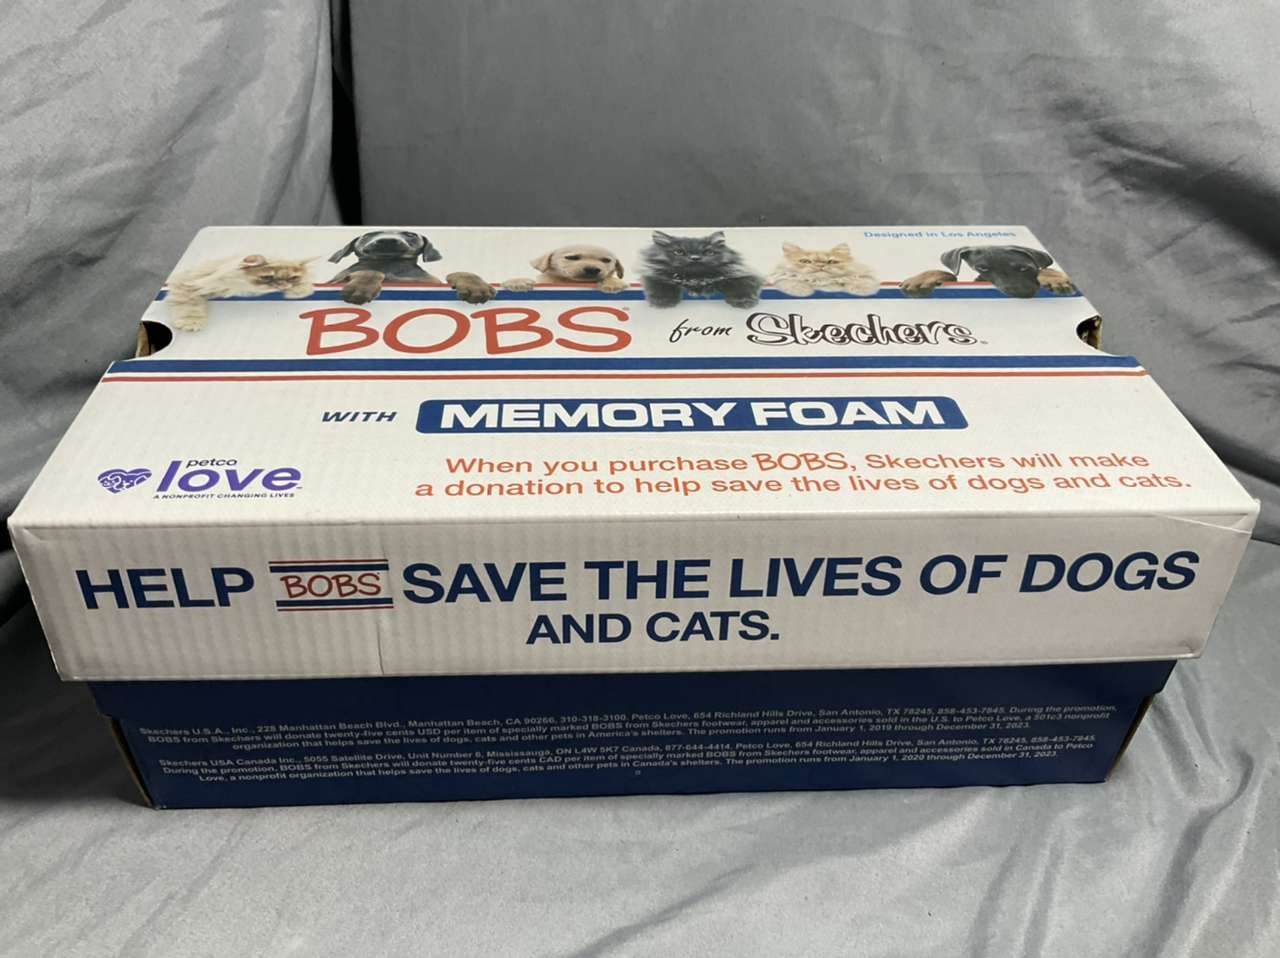 Designed in Los Angeles
BOBS® from Skechers®
WITH MEMORY FOAM
petco
love™
A NONPROFIT CHANGING LIVES
When you purchase BOBS, Skechers will make
a donation to help save the lives of dogs and cats.
HELP BOBS SAVE THE LIVES OF DOGS
AND CATS.
Skechers U.S.A., Inc., 228 Manhattan Beach Blvd., Manhattan Beach, CA 90266, 310-318-3100. Petco Love, 654 Richland Hills Drive, San Antonio, TX 78245, 858-453-7845. During the promotion,
BOBS from Skechers will donate twenty-five cents USD per item of specially marked BOBS from Skechers footwear, apparel and accessories sold in the U.S. to Petco Love, a 501c3 nonprofit
organization that helps save the lives of dogs, cats and other pets in America's shelters. The promotion runs from January 1, 2019 through December 31, 2023.
Skechers USA Canada Inc., 5055 Satellite Drive, Unit Number 6, Mississauga, ON L4W 5K7 Canada, 877-644-4414. Petco Love, 654 Richland Hills Drive, San Antonio, TX 78245, 858-453-7845.
During the promotion, BOBS from Skechers will donate twenty-five cents CAD per item of specially marked BOBS from Skechers footwear, apparel and accessories sold in Canada to Petco
Love, a nonprofit organization that helps save the lives of dogs, cats and other pets in Canada's shelters. The promotion runs from January 1, 2020 through December 31, 2023.